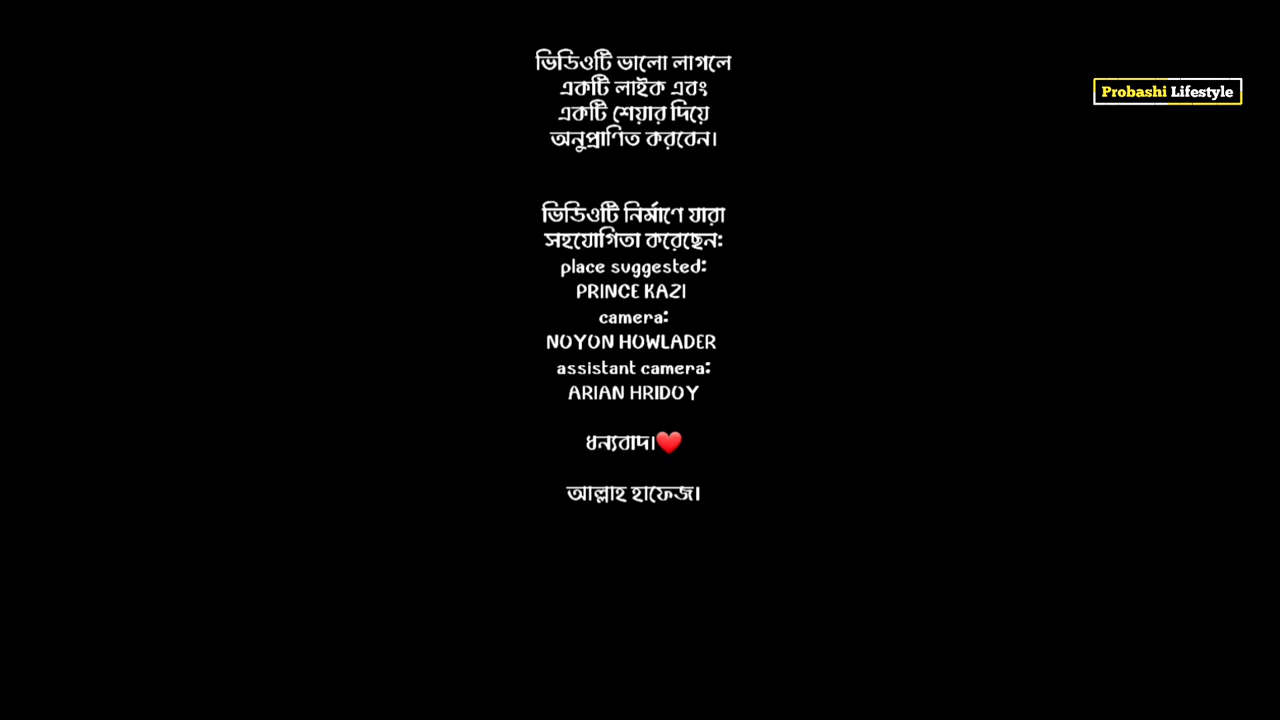 ভিডিওটি ভালো লাগলে
একটি লাইক এবং
একটি শেয়ার দিয়ে
অনুপ্রাণিত করবেন।
Probashi Lifestyle
ভিডিওটি নির্মাণে যারা
সহযোগিতা করেছেন:
place suggested:
PRINCE KAZI
camera:
NOYON HOWLADER
assistant camera:
ARIAN HRIDOY
ধন্যবাদ।❤️
আল্লাহ হাফেজ।